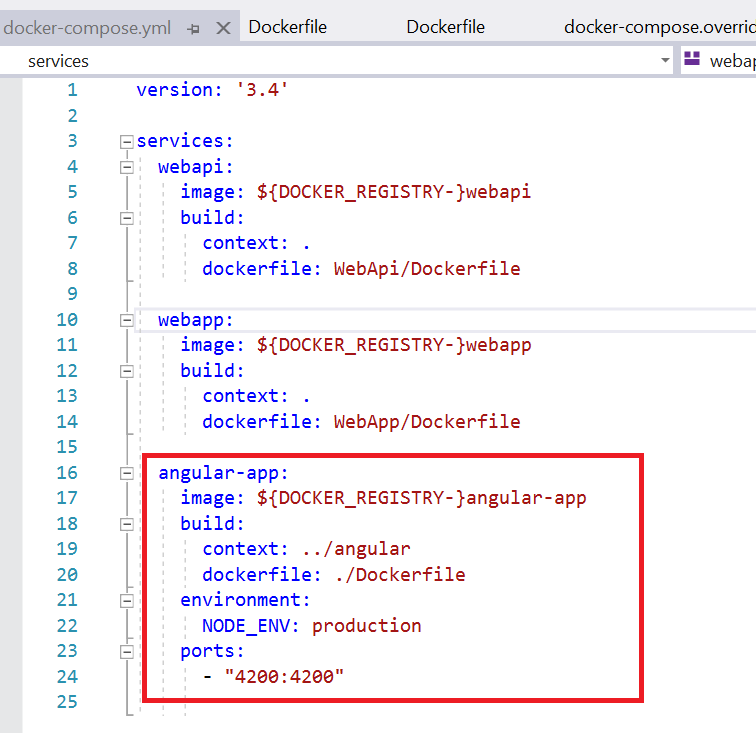 docker-compose.yml Dockerfile Dockerfile docker-compose.overrid
services webap
1 version: '3.4'
2
3 services:
4 webapi:
5 image: ${DOCKER_REGISTRY-}webapi
6 build:
7 context: .
8 dockerfile: WebApi/Dockerfile
9
10 webapp:
11 image: ${DOCKER_REGISTRY-}webapp
12 build:
13 context: .
14 dockerfile: WebApp/Dockerfile
15
16 angular-app:
17 image: ${DOCKER_REGISTRY-}angular-app
18 build:
19 context: ../angular
20 dockerfile: ./Dockerfile
21 environment:
22 NODE_ENV: production
23 ports:
24 - "4200:4200"
25